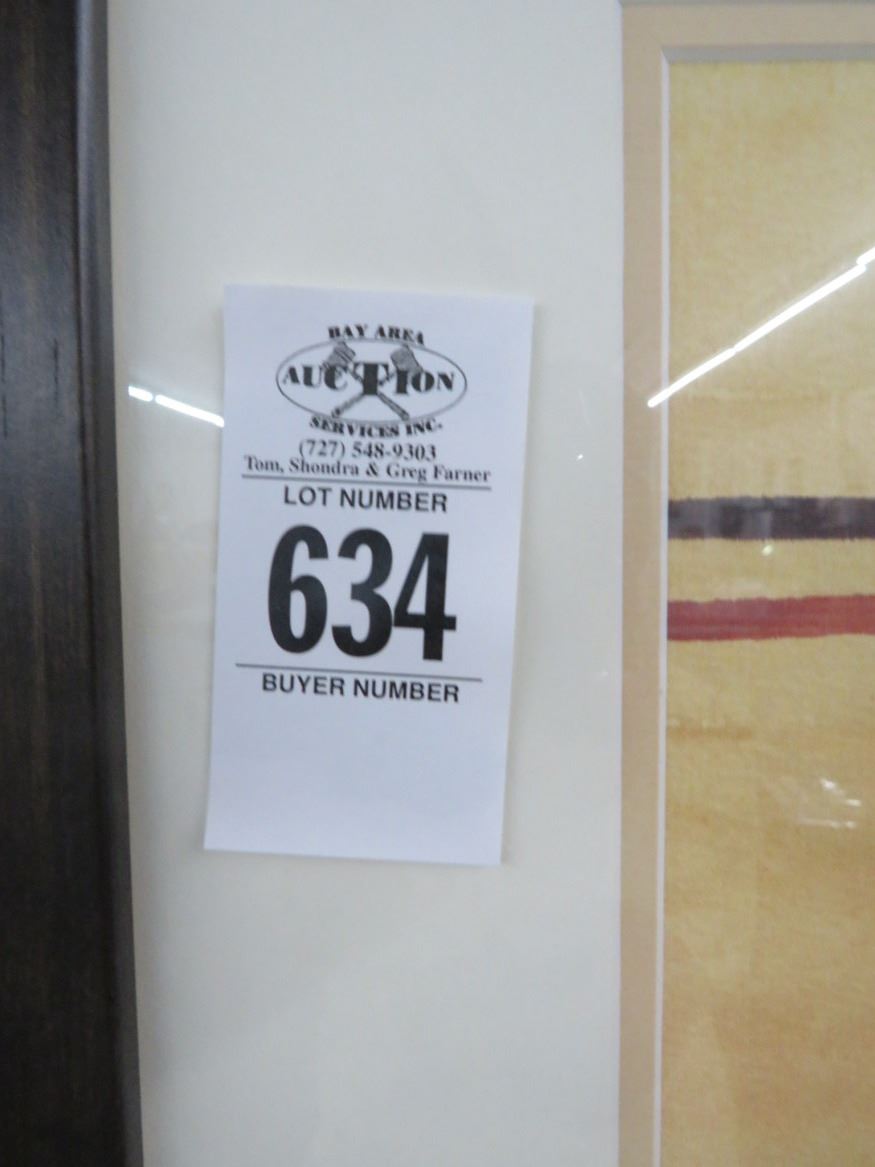 BAY AREA
AUCTION
SERVICES INC.
(727) 548-9303
Tom, Shondra & Greg Farner
LOT NUMBER
634
BUYER NUMBER